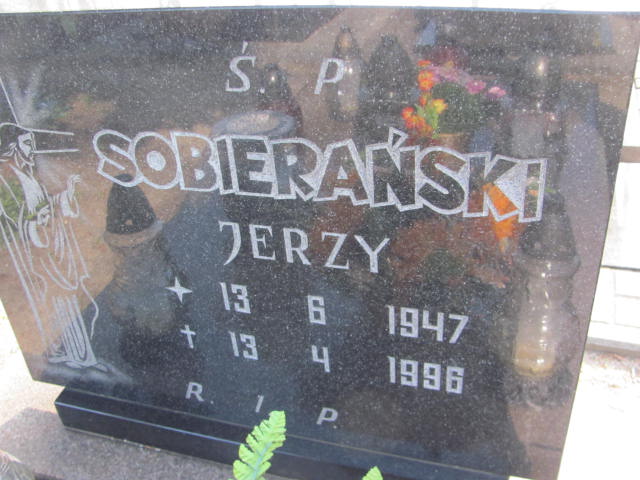 Ś. P
SOBIERAŃSKI
JERZY
13 6 1947
13 4 1996
R. I P.